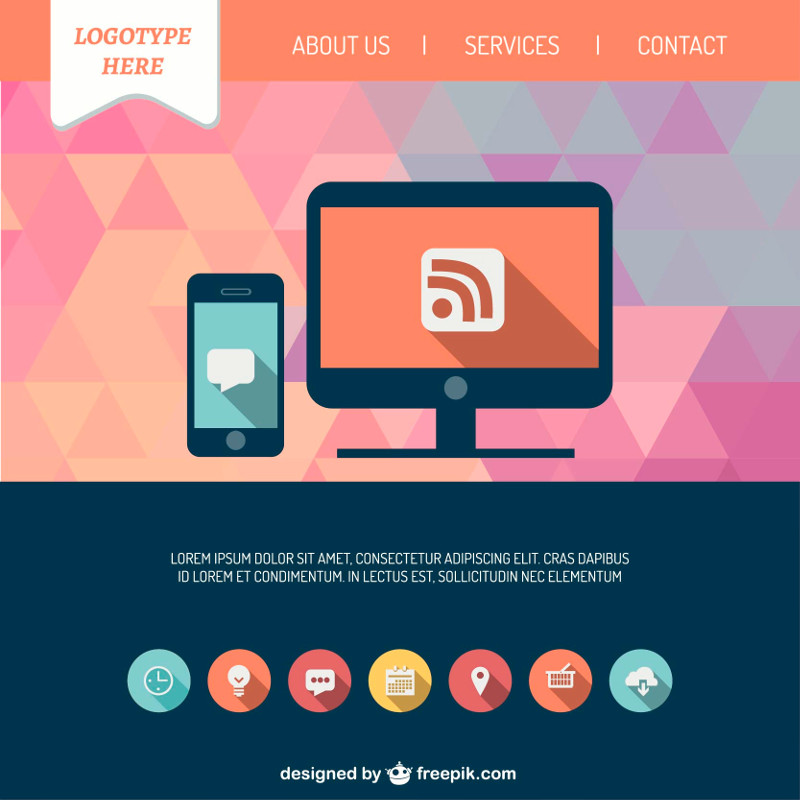 LOGOTYPE
HERE
ABOUT US | SERVICES | CONTACT
LOREM IPSUM DOLOR SIT AMET, CONSECTETUR ADIPISCING ELIT. CRAS DAPIBUS
ID LOREM ET CONDIMENTUM. IN LECTUS EST, SOLLICITUDIN NEC ELEMENTUM
designed by freepik.com